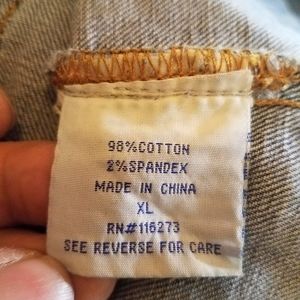 98%COTTON
2%SPANDEX
MADE IN CHINA
XL
RN#116273
SEE REVERSE FOR CARE